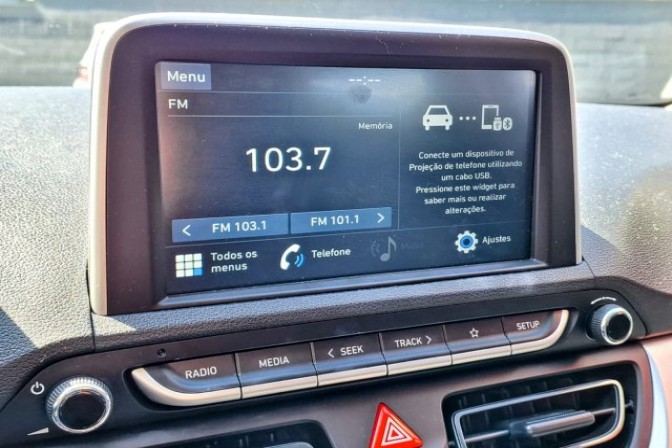 Menu
--:--
FM
Memória
103.7
< FM 103.1
FM 101.1 >
Conecte um dispositivo de
Projeção de telefone utilizando
um cabo USB.
Pressione este widget para
saber mais ou realizar
alterações.
Todos os
menus
Telefone
Ajustes
RADIO
MEDIA
< SEEK
TRACK >
☆
SETUP